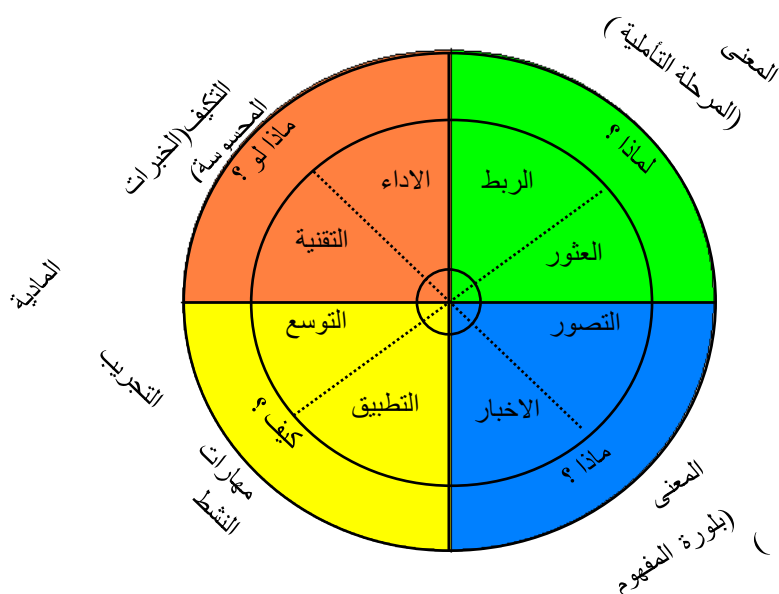 المعنى
(المرحلة التأملية )
لماذا ؟
الربط
العثور
التصور
الاخبار
ماذا ؟
المعنى
(بلورة المفهوم
)
التطبيق
التوسع
كيف ؟
مهارات
النشط
التجريب
المادية
التقنية
الاداء
ماذا لو ؟
التكيف(الخبرات
المحسوسة)